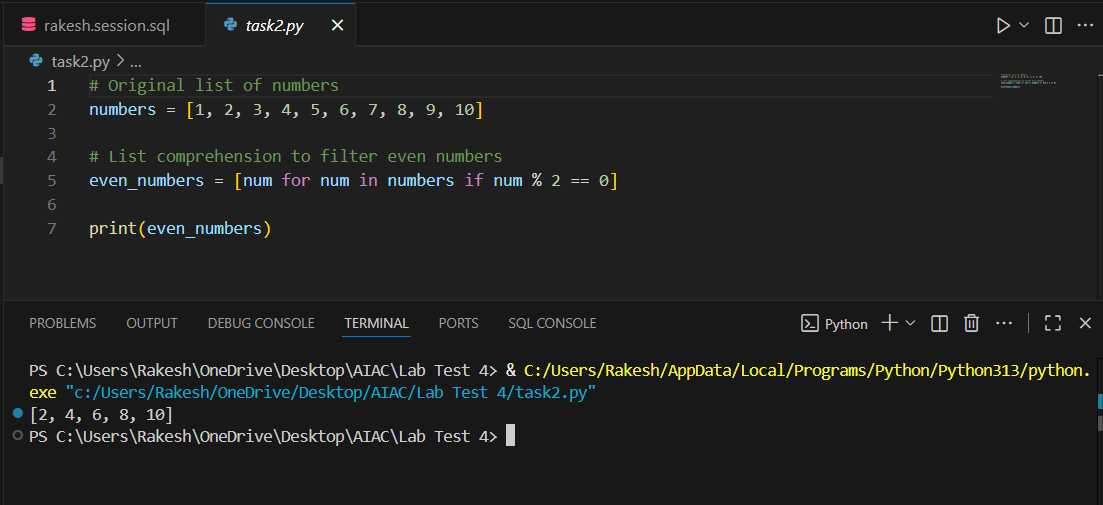 rakesh.session.sql task2.py
task2.py > ...
1 # Original list of numbers
2 numbers = [1, 2, 3, 4, 5, 6, 7, 8, 9, 10]
3
4 # List comprehension to filter even numbers
5 even_numbers = [num for num in numbers if num % 2 == 0]
6
7 print(even_numbers)
PROBLEMS OUTPUT DEBUG CONSOLE TERMINAL PORTS SQL CONSOLE Python
PS C:\Users\Rakesh\OneDrive\Desktop\AIAC\Lab Test 4> & C:/Users/Rakesh/AppData/Local/Programs/Python/Python313/python.
exe "c:/Users/Rakesh/OneDrive/Desktop/AIAC/Lab Test 4/task2.py"
[2, 4, 6, 8, 10]
PS C:\Users\Rakesh\OneDrive\Desktop\AIAC\Lab Test 4>